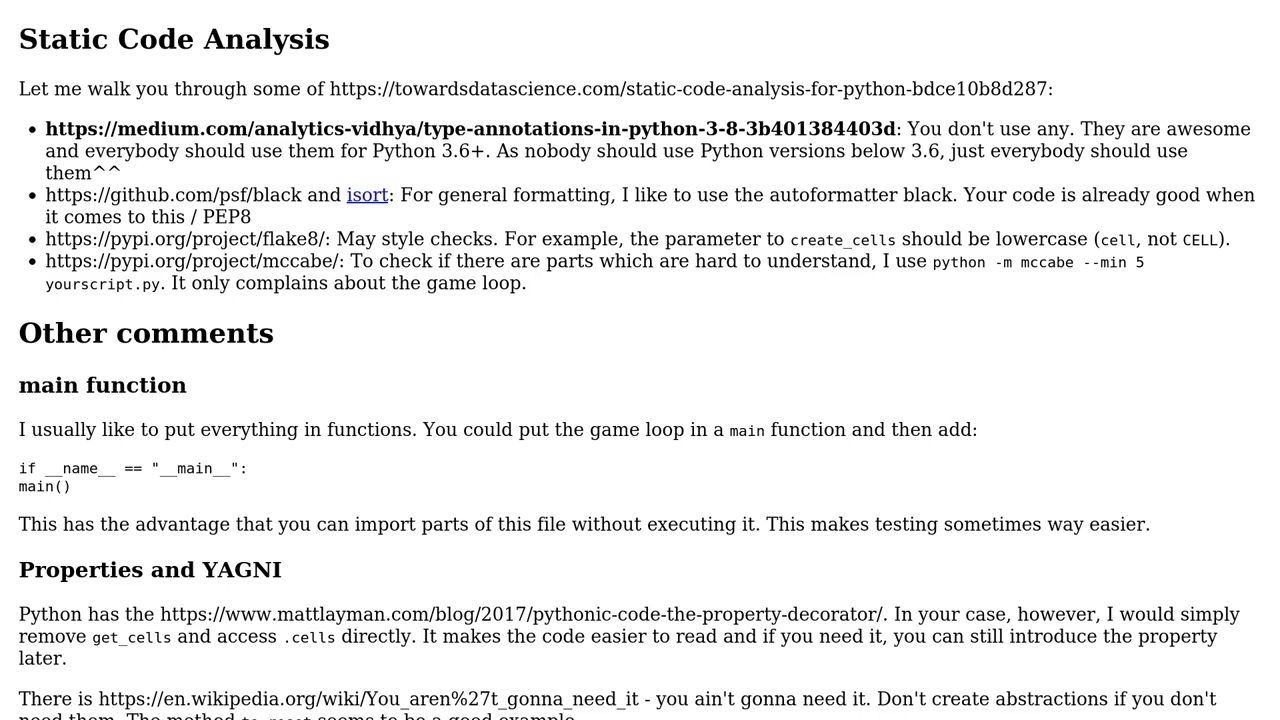 Static Code Analysis
Let me walk you through some of https://towardsdatascience.com/static-code-analysis-for-python-bdce10b8d287:
• https://medium.com/analytics-vidhya/type-annotations-in-python-3-8-3b401384403d: You don't use any. They are awesome
and everybody should use them for Python 3.6+. As nobody should use Python versions below 3.6, just everybody should use
them^^
• https://github.com/psf/black and isort: For general formatting, I like to use the autoformatter black. Your code is already good when
it comes to this / PEP8
• https://pypi.org/project/flake8/: May style checks. For example, the parameter to create_cells should be lowercase (cell, not CELL).
• https://pypi.org/project/mccabe/: To check if there are parts which are hard to understand, I use python -m mccabe --min 5
yourscript.py. It only complains about the game loop.
Other comments
main function
I usually like to put everything in functions. You could put the game loop in a main function and then add:
if __name__ == "__main__":
main()
This has the advantage that you can import parts of this file without executing it. This makes testing sometimes way easier.
Properties and YAGNI
Python has the https://www.mattlayman.com/blog/2017/pythonic-code-the-property-decorator/. In your case, however, I would simply
remove get_cells and access .cells directly. It makes the code easier to read and if you need it, you can still introduce the property
later.
There is https://en.wikipedia.org/wiki/You_aren%27t_gonna_need_it - you ain't gonna need it. Don't create abstractions if you don't
need them. The method to_reset seems to be a good example.